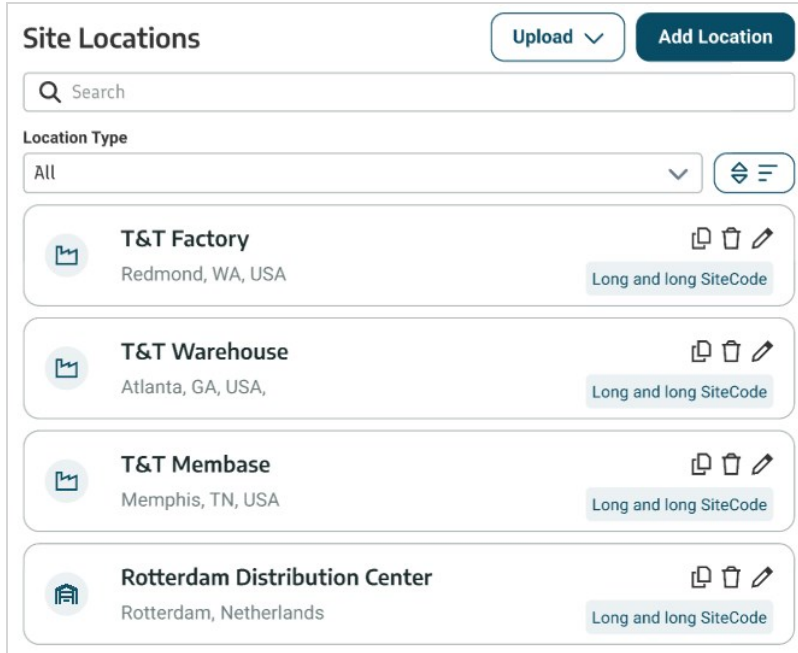 Site Locations
Upload
Add Location
Search
Location Type
All
T&T Factory
Redmond, WA, USA
Long and long SiteCode
T&T Warehouse
Atlanta, GA, USA,
Long and long SiteCode
T&T Membase
Memphis, TN, USA
Long and long SiteCode
Rotterdam Distribution Center
Rotterdam, Netherlands
Long and long SiteCode